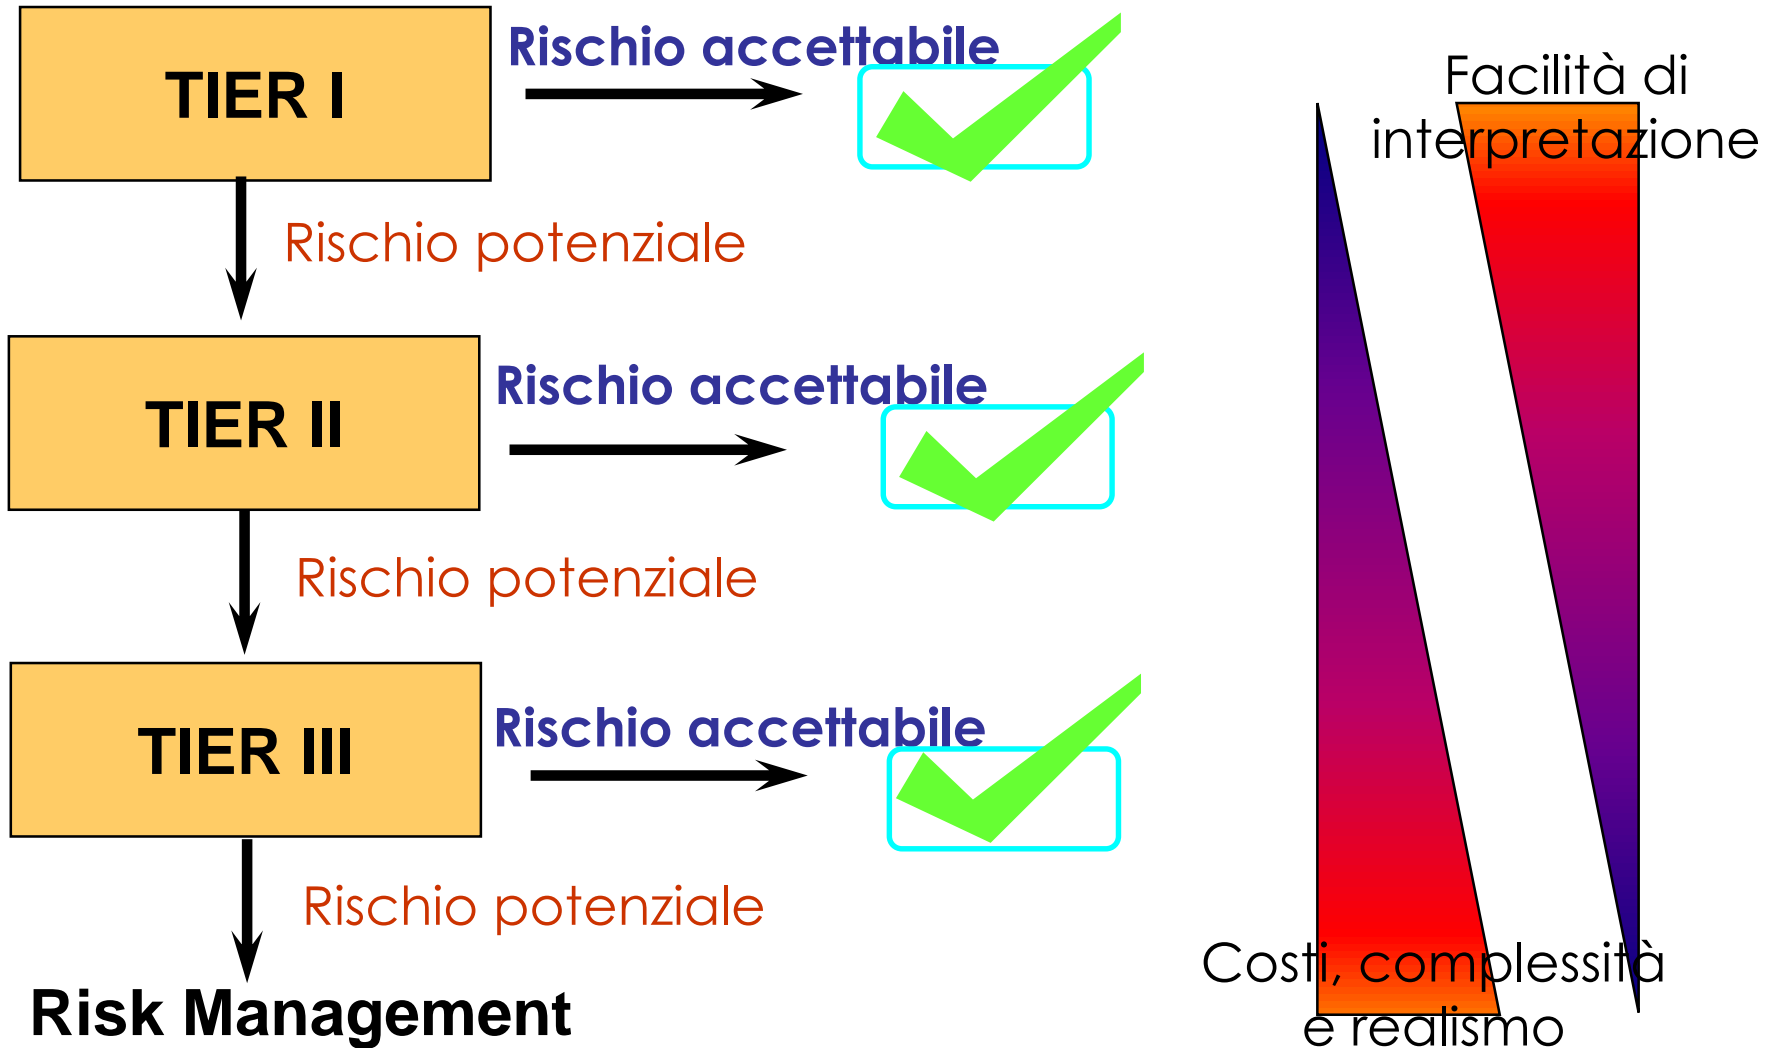 TIER I
Rischio accettabile
Rischio potenziale
TIER II
Rischio accettabile
Rischio potenziale
TIER III
Rischio accettabile
Rischio potenziale
Risk Management
Facilità di
interpretazione
Costi, complessità
e realismo